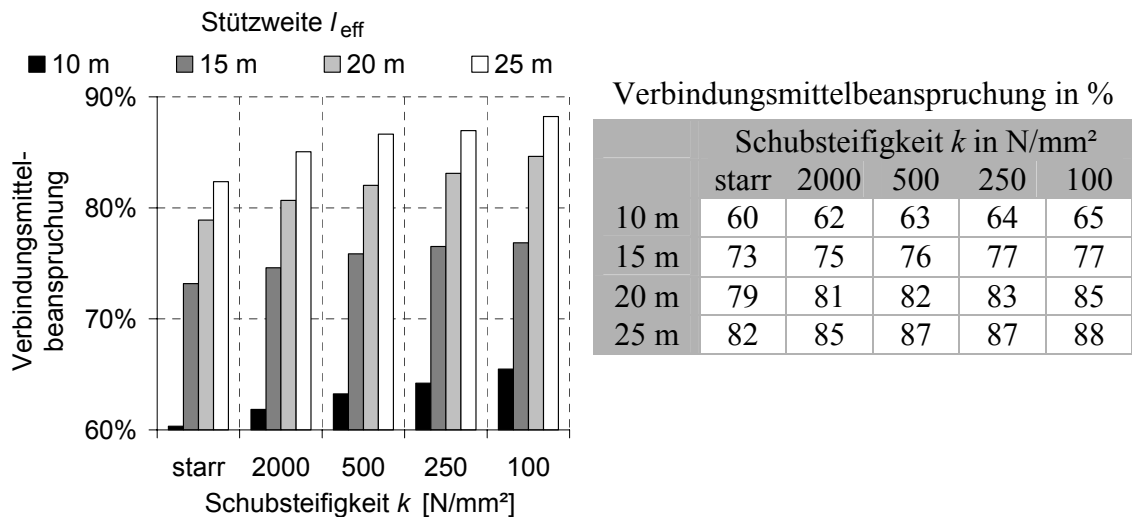 Stützweite l eff
10 m 15 m 20 m 25 m
90%
80%
70%
60%
Verbindungsmittel-
beanspruchung
starr 2000 500 250 100
Schubsteifigkeit k [N/mm²]
Verbindungsmittelbeanspruchung in %
Schubsteifigkeit k in N/mm²
starr 2000 500 250 100
10 m 60 62 63 64 65
15 m 73 75 76 77 77
20 m 79 81 82 83 85
25 m 82 85 87 87 88